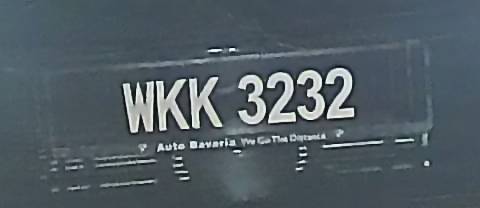 WKK 3232
Auto Bavaria We Go The Distance